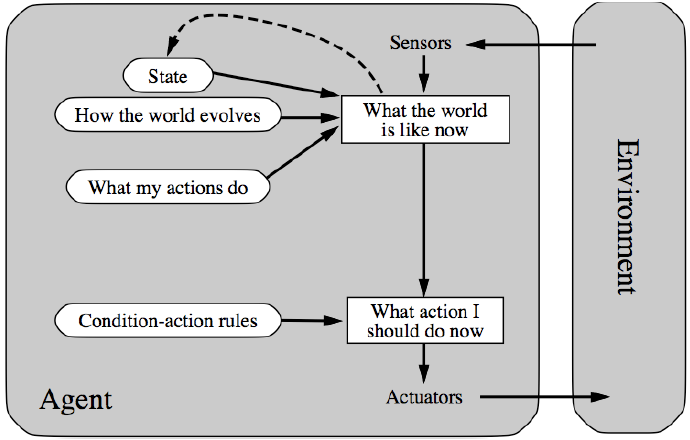 Sensors
State
How the world evolves
What the world
is like now
What my actions do
Environment
Condition-action rules
What action I
should do now
Agent
Actuators